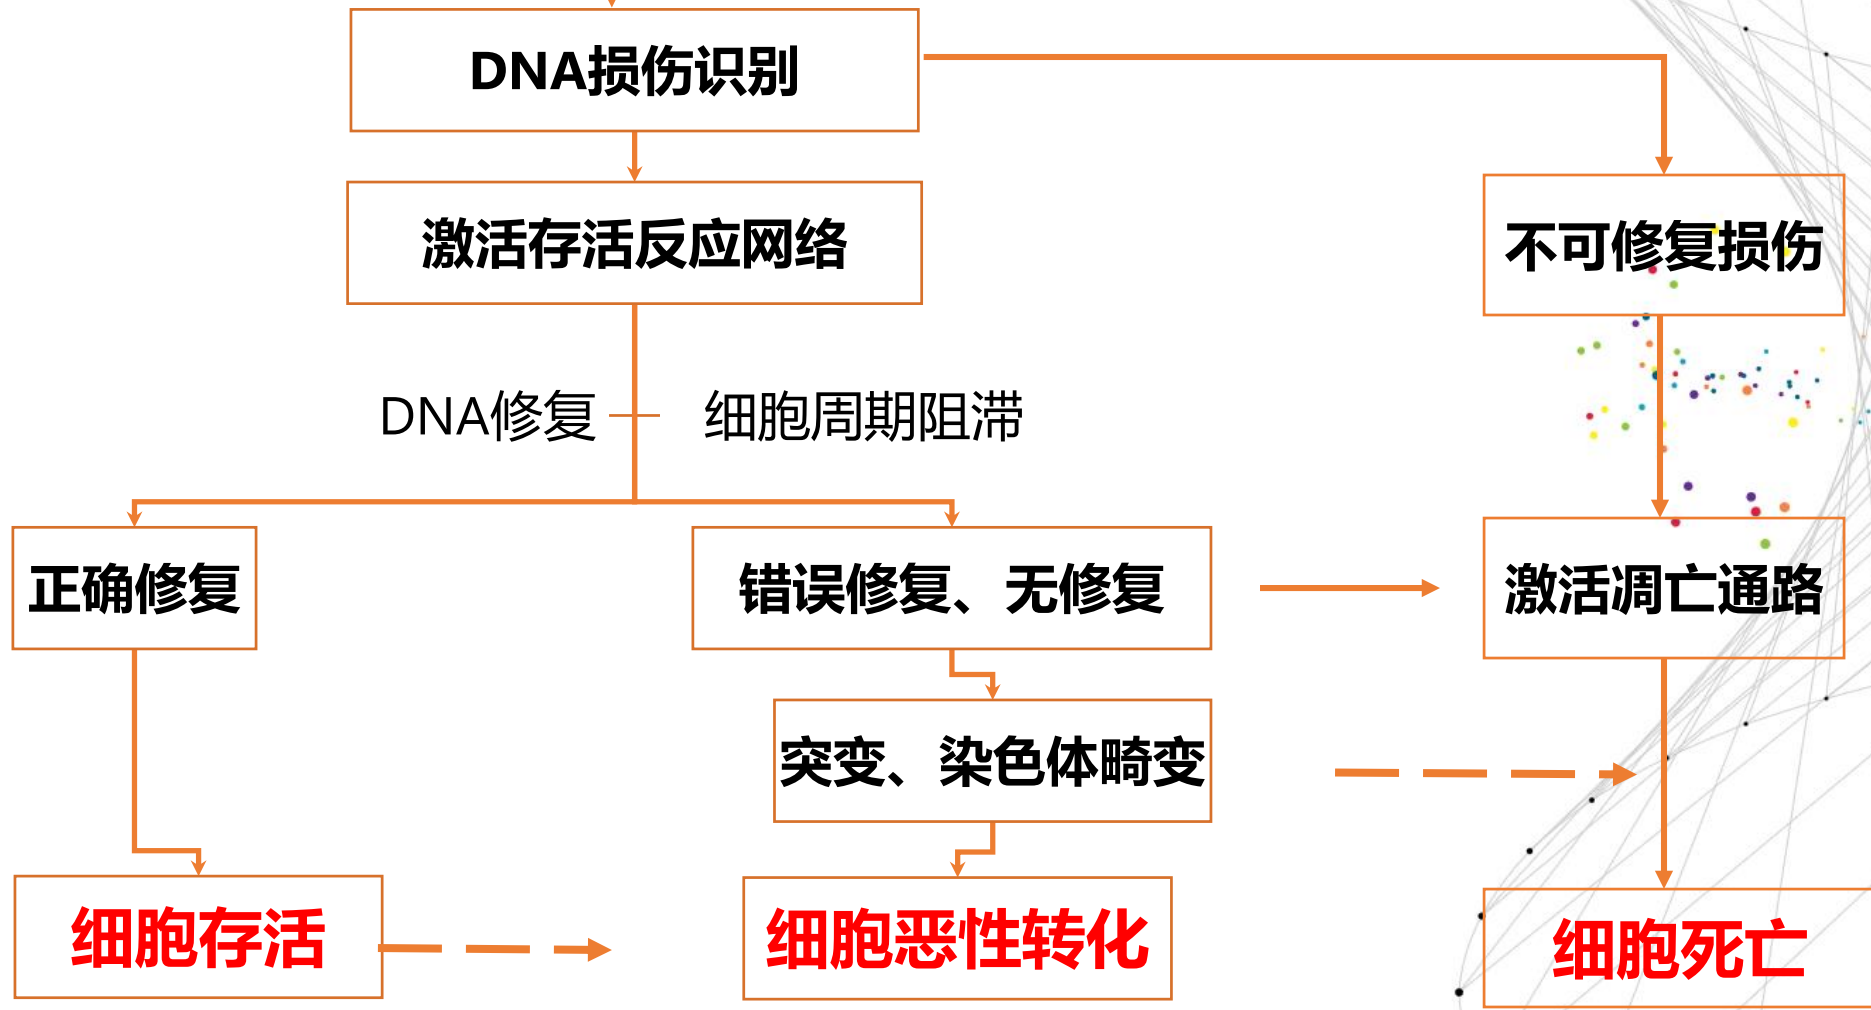 DNA损伤识别
激活存活反应网络
不可修复损伤
DNA修复
细胞周期阻滞
正确修复
错误修复、无修复
激活凋亡通路
突变、染色体畸变
细胞存活
细胞恶性转化
细胞死亡